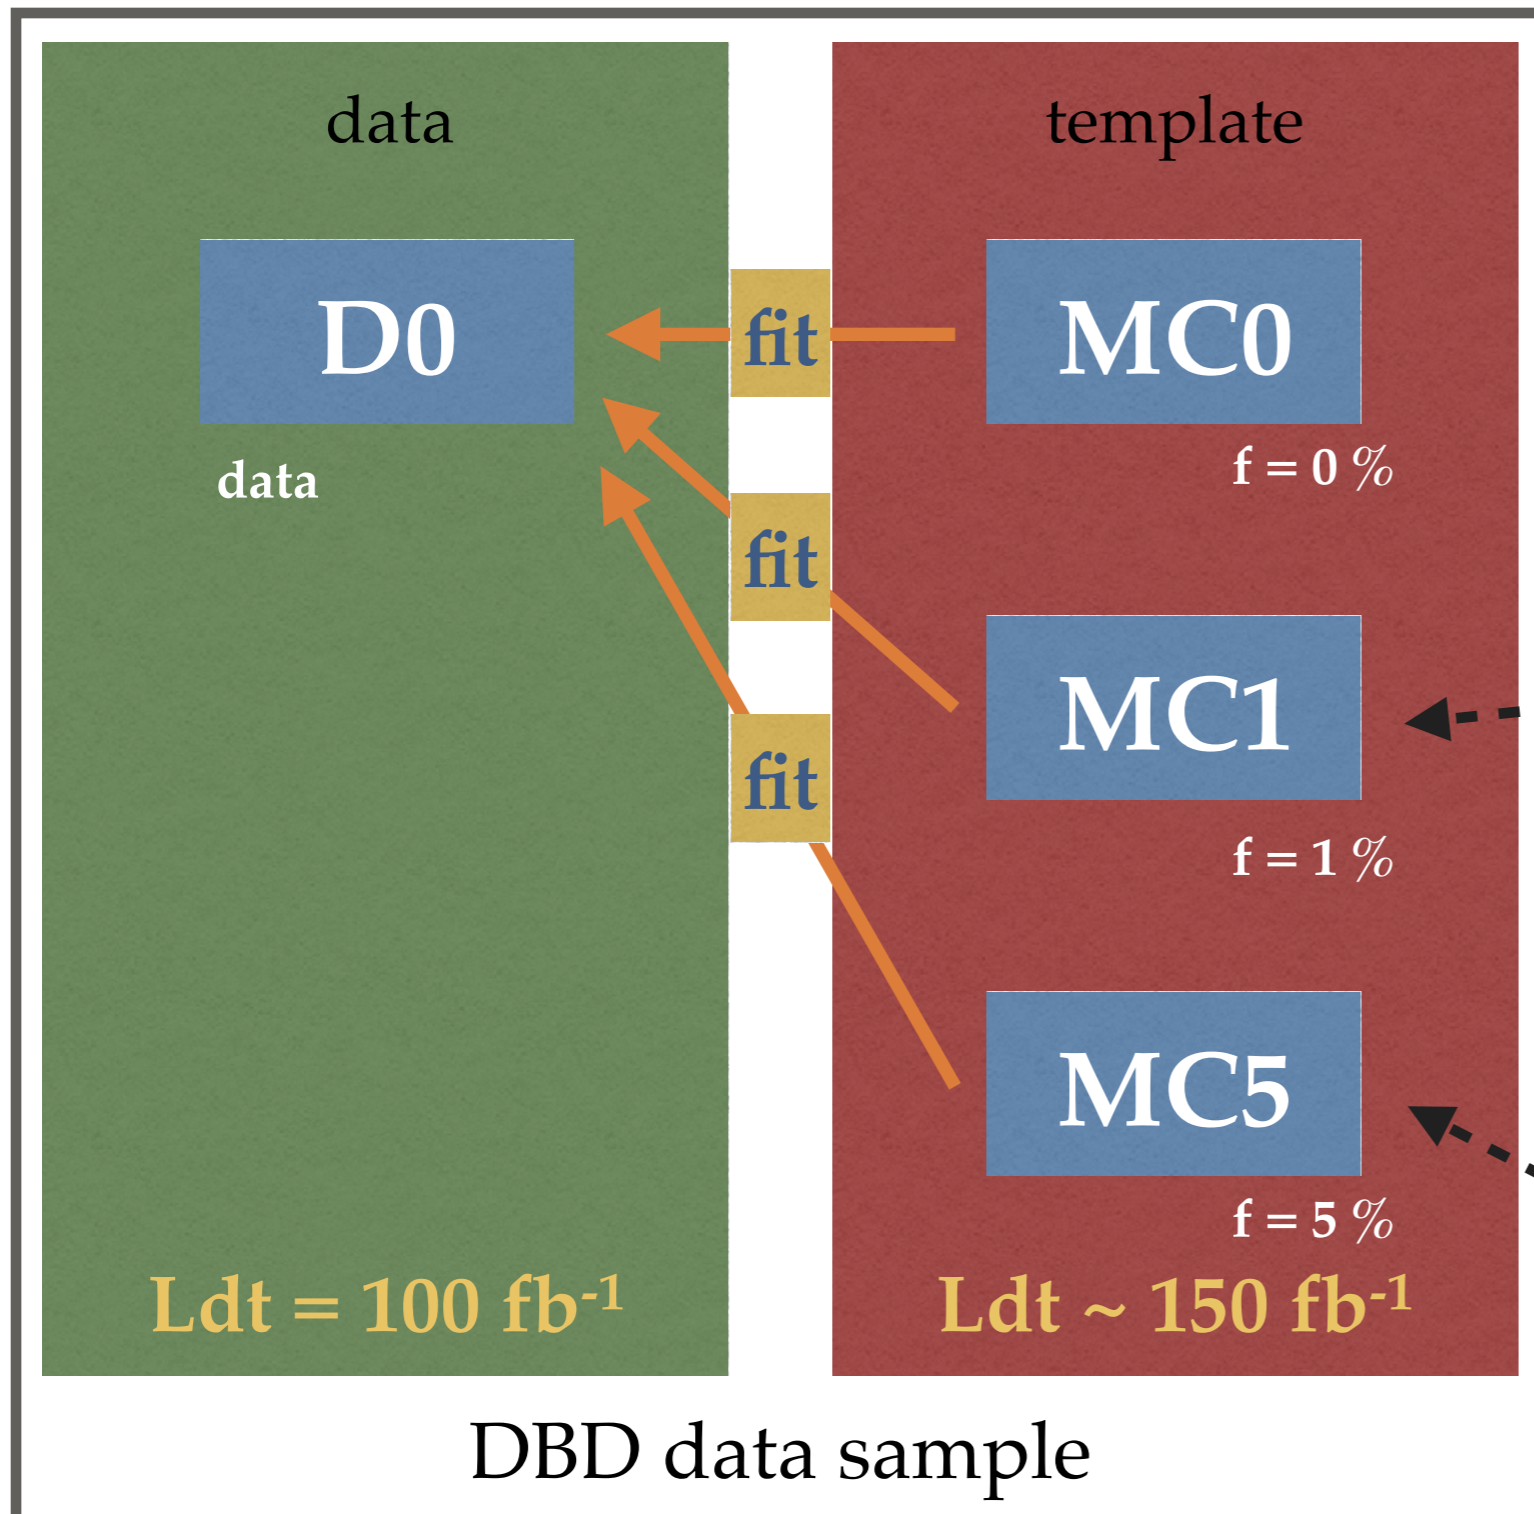 data
template
D0
fit
MC0
data
f = 0 %
fit
MC1
fit
f = 1 %
MC5
f = 5 %
Ldt = 100 fb⁻¹
Ldt ~ 150 fb⁻¹
DBD data sample